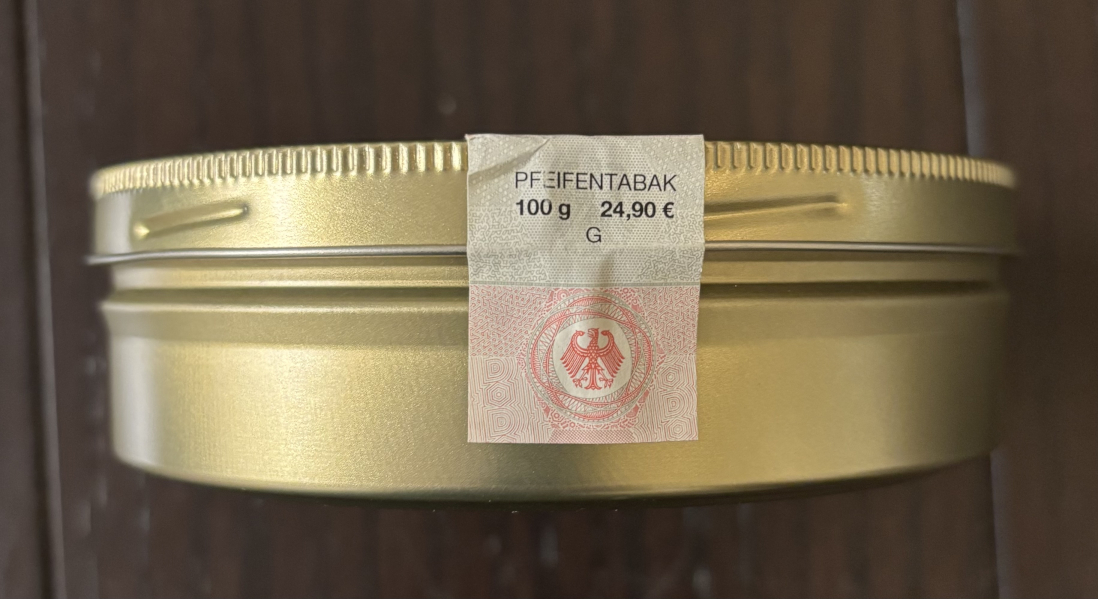 PFEIFENTABAK
100 g 24,90 €
G